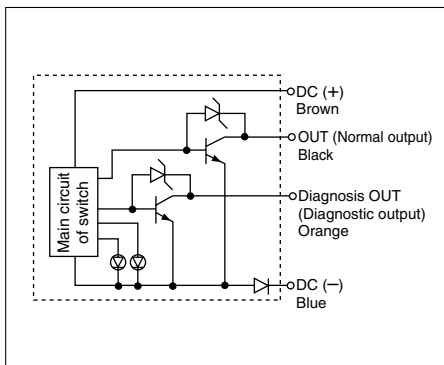 DC (+)
Brown
OUT (Normal output)
Black
Diagnosis OUT
(Diagnostic output)
Orange
Main circuit
of switch
DC (−)
Blue